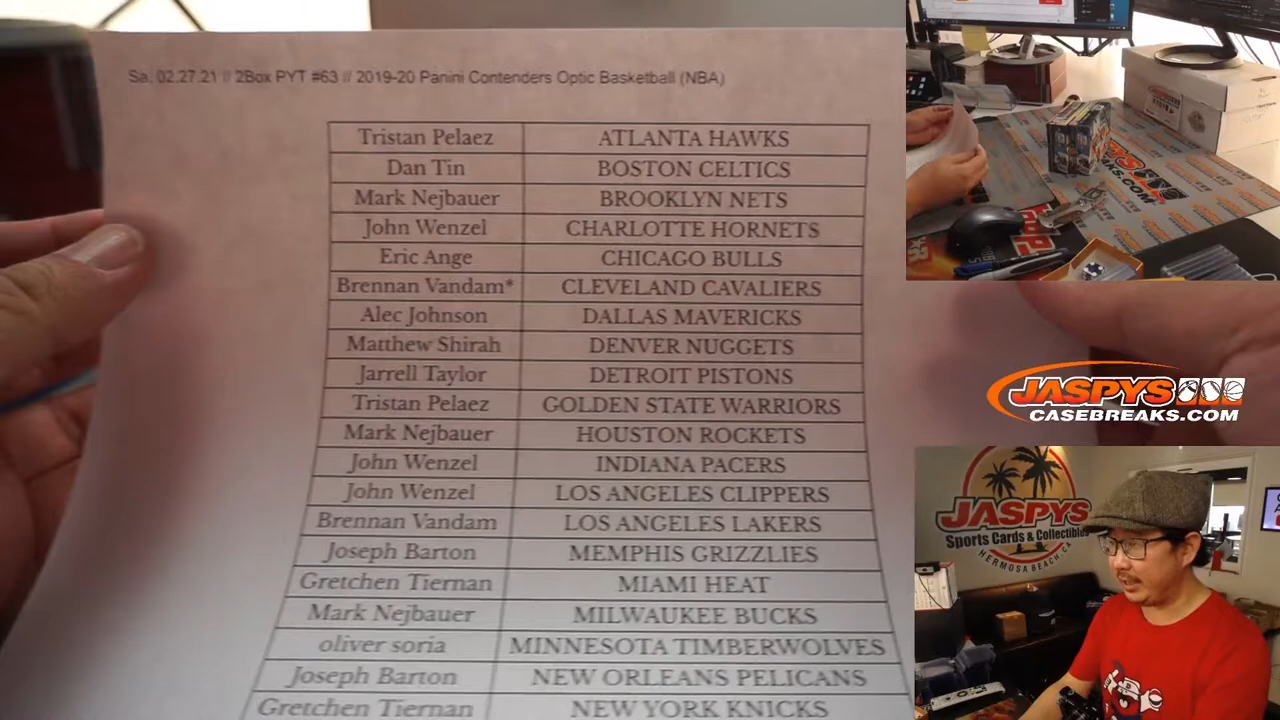 Sa. 02.27.21 // 2Box PYT #63 // 2019-20 Panini Contenders Optic Basketball (NBA)
Tristan Pelaez ATLANTA HAWKS
Dan Tin BOSTON CELTICS
Mark Nejbauer BROOKLYN NETS
John Wenzel CHARLOTTE HORNETS
Eric Ange CHICAGO BULLS
Brennan Vandam* CLEVELAND CAVALIERS
Alec Johnson DALLAS MAVERICKS
Matthew Shirah DENVER NUGGETS
Jarrell Taylor DETROIT PISTONS
Tristan Pelaez GOLDEN STATE WARRIORS
Mark Nejbauer HOUSTON ROCKETS
John Wenzel INDIANA PACERS
John Wenzel LOS ANGELES CLIPPERS
Brennan Vandam LOS ANGELES LAKERS
Joseph Barton MEMPHIS GRIZZLIES
Gretchen Tiernan MIAMI HEAT
Mark Nejbauer MILWAUKEE BUCKS
oliver soria MINNESOTA TIMBERWOLVES
Joseph Barton NEW ORLEANS PELICANS
Gretchen Tiernan NEW YORK KNICKS
JASPYS
CASEBREAKS.COM
JASPYS
Sports Cards & Collectibles
HERMOSA BEACH, CA